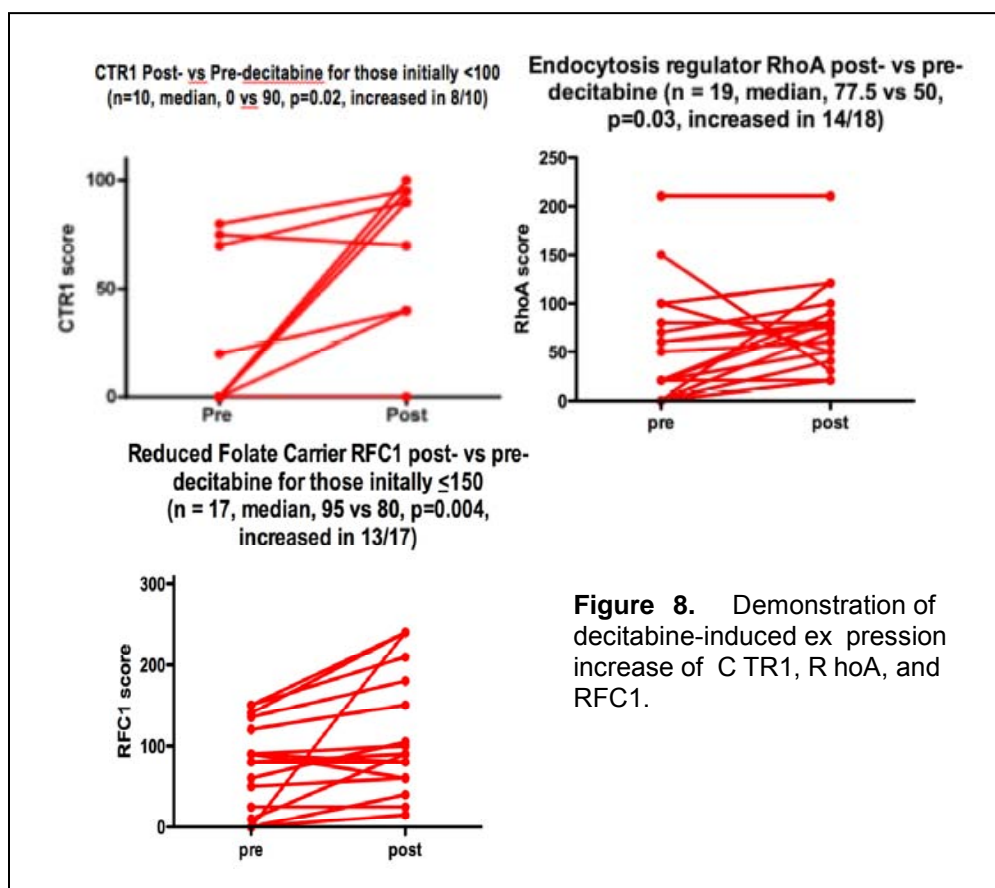 CTR1 Post- vs Pre-decitabine for those initially <100
(n=10, median, 0 vs 90, p=0.02, increased in 8/10)
100
50
0
CTR1 score
Pre
Post
Endocytosis regulator RhoA post- vs pre-
decitabine (n = 19, median, 77.5 vs 50,
p=0.03, increased in 14/18)
250
200
150
100
50
0
RhoA score
pre
post
Reduced Folate Carrier RFC1 post- vs pre-
decitabine for those initally ≤150
(n = 17, median, 95 vs 80, p=0.004,
increased in 13/17)
300
200
100
0
RFC1 score
pre
post
Figure 8. Demonstration of
decitabine-induced ex pression
increase of C TR1, R hoA, and
RFC1.